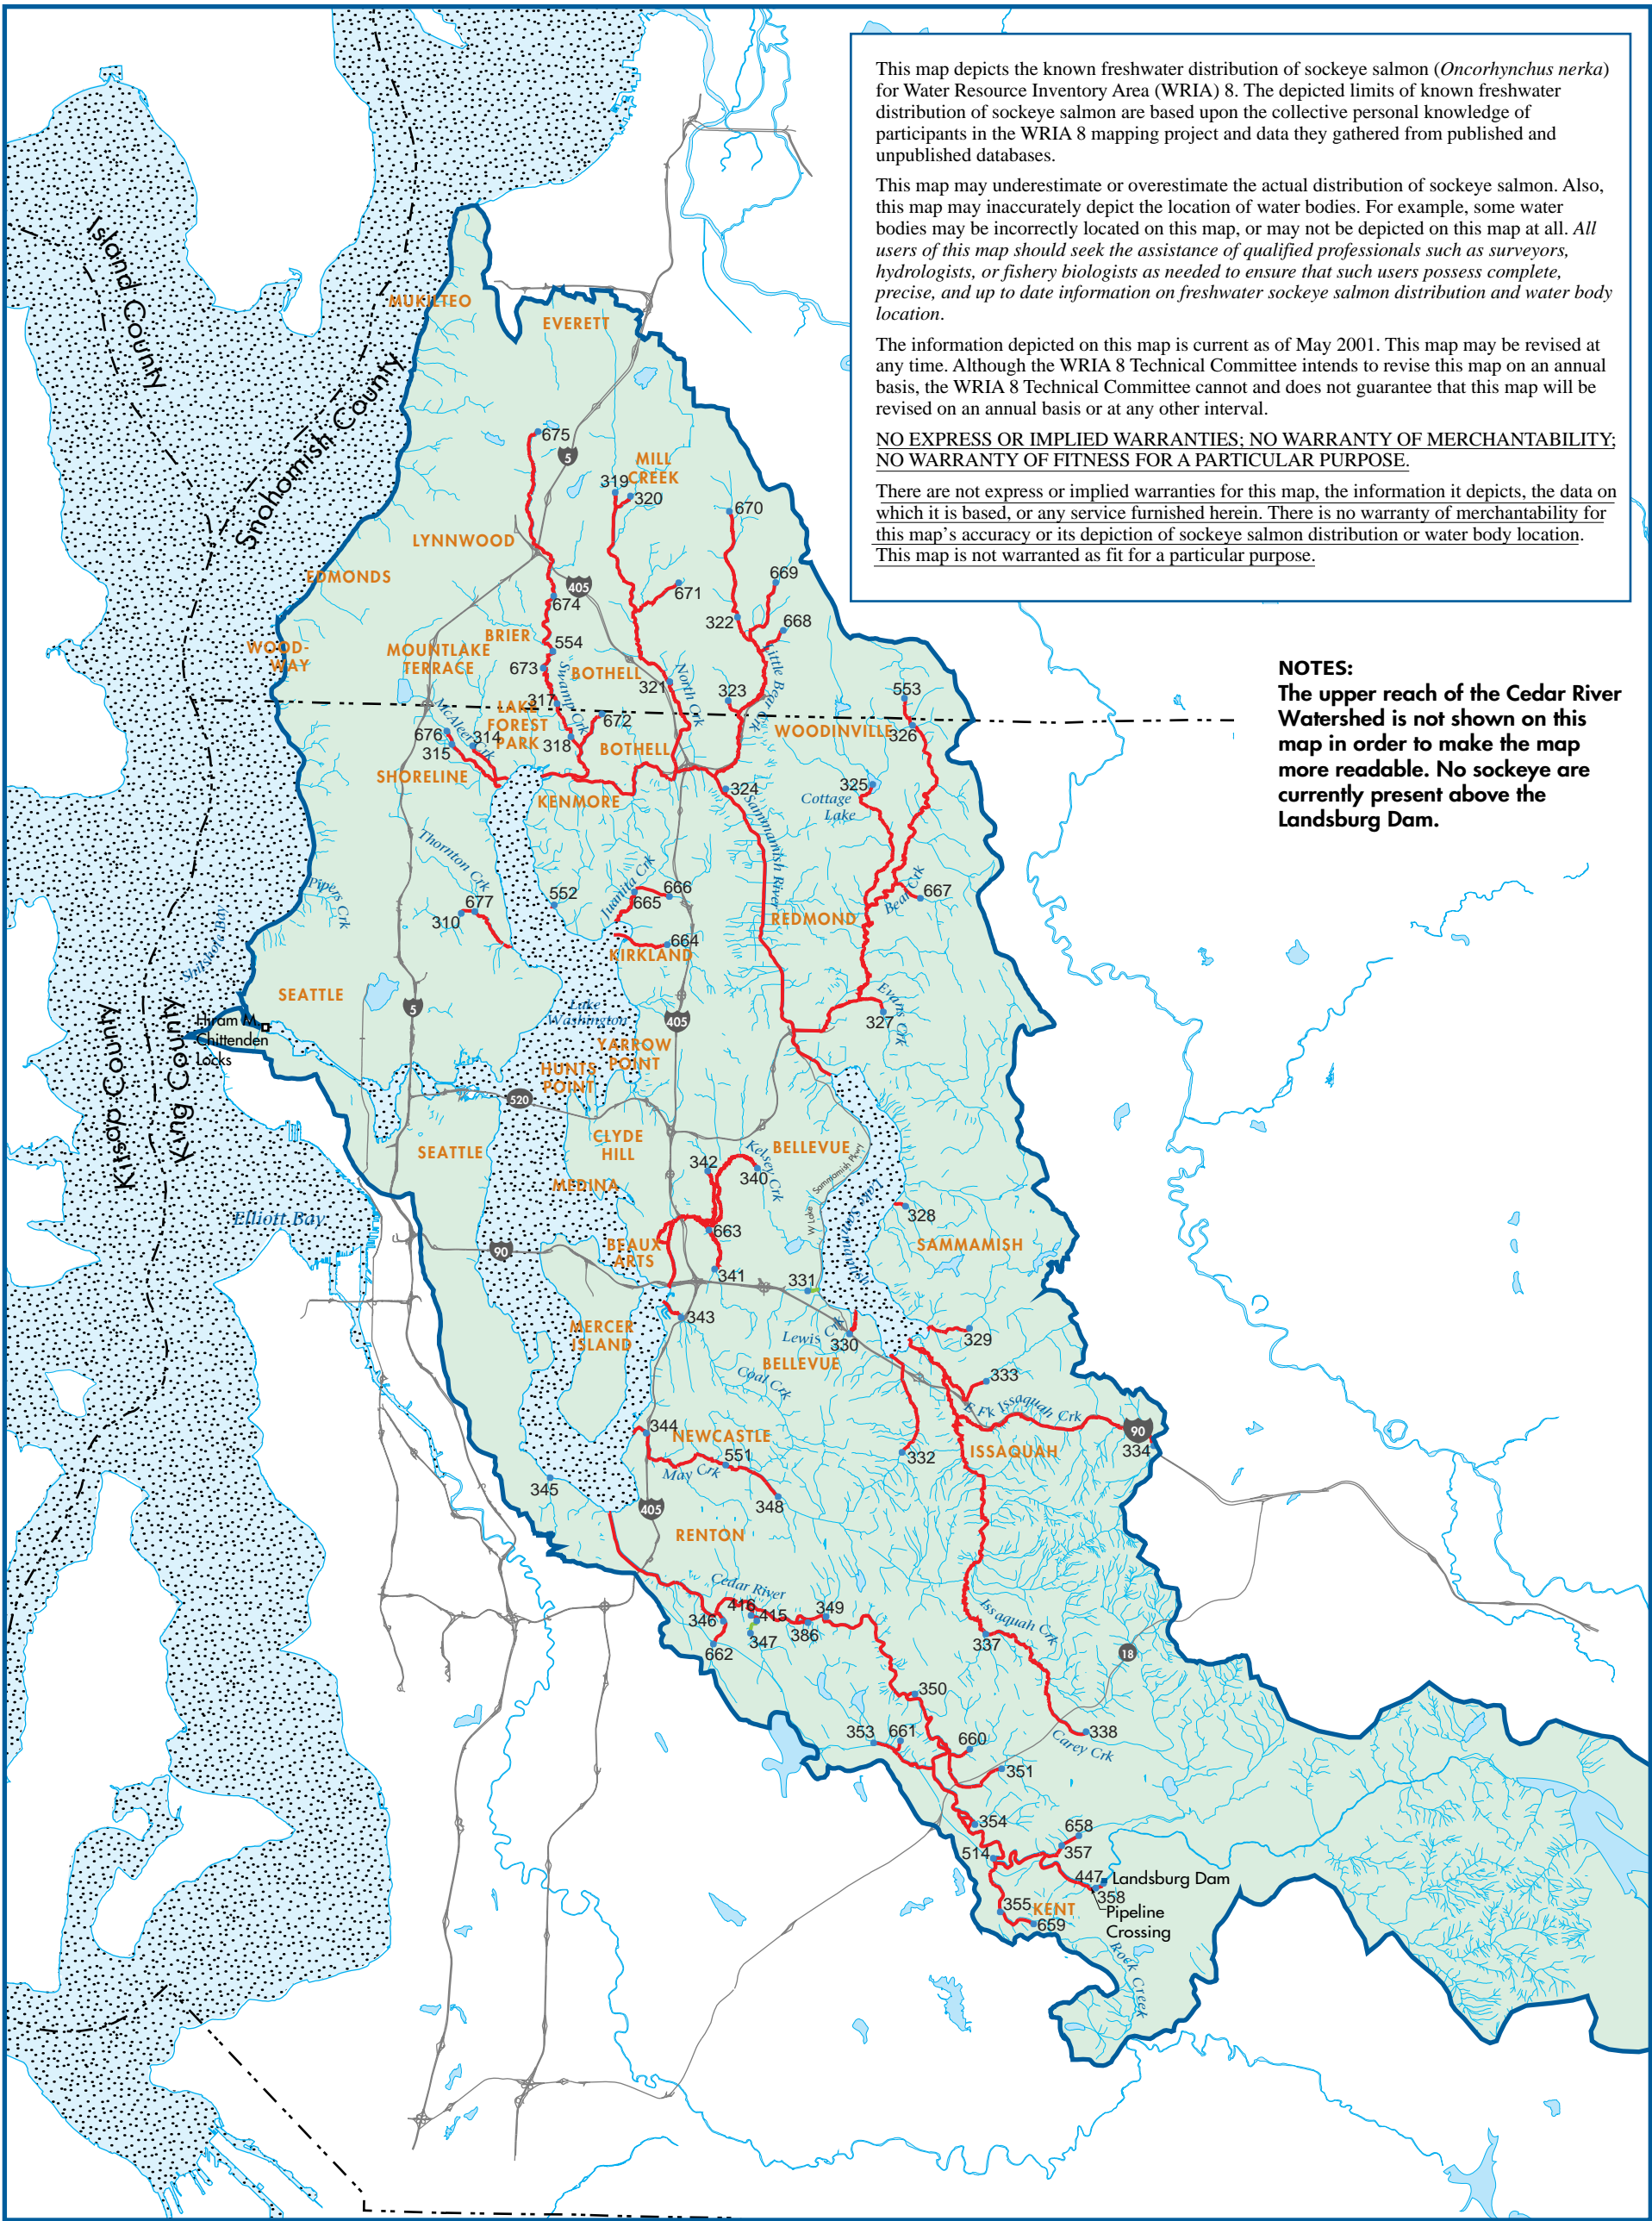 This map depicts the known freshwater distribution of sockeye salmon (Oncorhynchus nerka)
for Water Resource Inventory Area (WRIA) 8. The depicted limits of known freshwater
distribution of sockeye salmon are based upon the collective personal knowledge of
participants in the WRIA 8 mapping project and data they gathered from published and
unpublished databases.
This map may underestimate or overestimate the actual distribution of sockeye salmon. Also,
this map may inaccurately depict the location of water bodies. For example, some water
bodies may be incorrectly located on this map, or may not be depicted on this map at all. All
users of this map should seek the assistance of qualified professionals such as surveyors,
hydrologists, or fishery biologists as needed to ensure that such users possess complete,
precise, and up to date information on freshwater sockeye salmon distribution and water body
location.
The information depicted on this map is current as of May 2001. This map may be revised at
any time. Although the WRIA 8 Technical Committee intends to revise this map on an annual
basis, the WRIA 8 Technical Committee cannot and does not guarantee that this map will be
revised on an annual basis or at any other interval.
NO EXPRESS OR IMPLIED WARRANTIES; NO WARRANTY OF MERCHANTABILITY;
NO WARRANTY OF FITNESS FOR A PARTICULAR PURPOSE.
There are not express or implied warranties for this map, the information it depicts, the data on
which it is based, or any service furnished herein. There is no warranty of merchantability for
this map's accuracy or its depiction of sockeye salmon distribution or water body location.
This map is not warranted as fit for a particular purpose.
NOTES:
The upper reach of the Cedar River
Watershed is not shown on this
map in order to make the map
more readable. No sockeye are
currently present above the
Landsburg Dam.
Island County
Snohomish County
MUKILTEO
EVERETT
675
5
MILL
CREEK
319
320
670
LYNNWOOD
EDMONDS
405
674
671
669
322
668
WOOD-
WAY
MOUNTLAKE
TERRACE
BRIER
554
673
Swamp Crk
BOTHELL
321
North Crk
323
Little Bear Crk
553
317
LAKE
FOREST
PARK
672
318
BOTHELL
WOODINVILLE
326
McAleer Crk
676
314
315
SHORELINE
KENMORE
324
Sammamish River
325
Cottage
Lake
Thornton Crk
677
310
552
Juanita Crk
666
665
664
KIRKLAND
REDMOND
Bear Crk
667
Pipers Crk
Shilshole Bay
SEATTLE
5
Hiram M.
Chittenden
Locks
Lake
Washington
405
Evans Crk
327
YARROW
POINT
HUNTS
POINT
520
Kitsap County
King County
SEATTLE
CLYDE
HILL
MEDINA
342
Kelsey Crk
340
BELLEVUE
W Lake
Sammamish Pkwy
Lake Sammamish
328
SAMMAMISH
Elliott Bay
90
BEAUX
ARTS
663
341
331
343
MERCER
ISLAND
Lewis Crk
330
329
BELLEVUE
Coal Crk
333
E Fk Issaquah Crk
90
334
344
NEWCASTLE
551
May Crk
348
332
ISSAQUAH
345
405
RENTON
Cedar River
416
415
349
346
347
386
662
Issaquah Crk
337
18
350
338
Carey Crk
353
661
660
351
354
658
357
514
447
Landsburg Dam
358
Pipeline
Crossing
355
KENT
659
Rock Creek